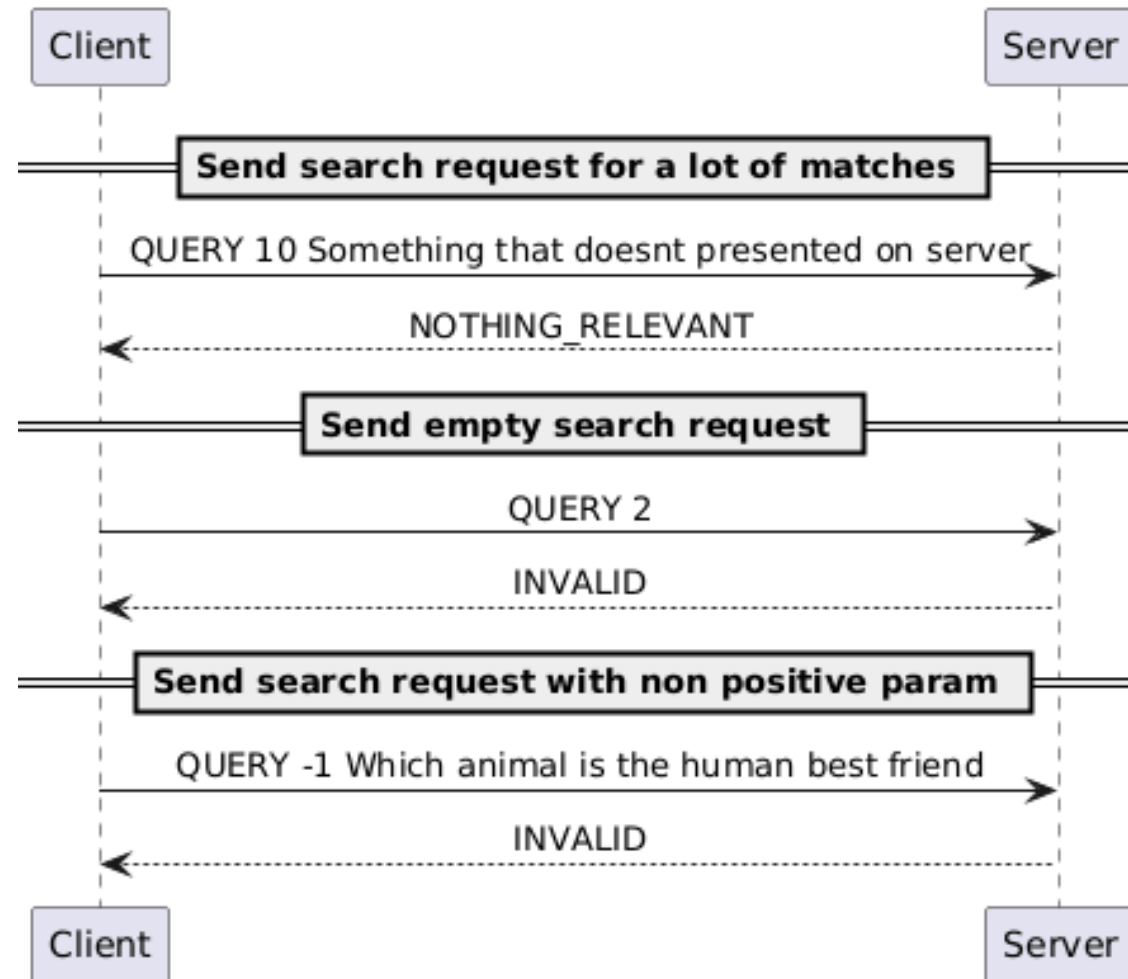 Client
Server
Send search request for a lot of matches
QUERY 10 Something that doesnt presented on server
NOTHING_RELEVANT
Send empty search request
QUERY 2
INVALID
Send search request with non positive param
QUERY -1 Which animal is the human best friend
INVALID
Client
Server